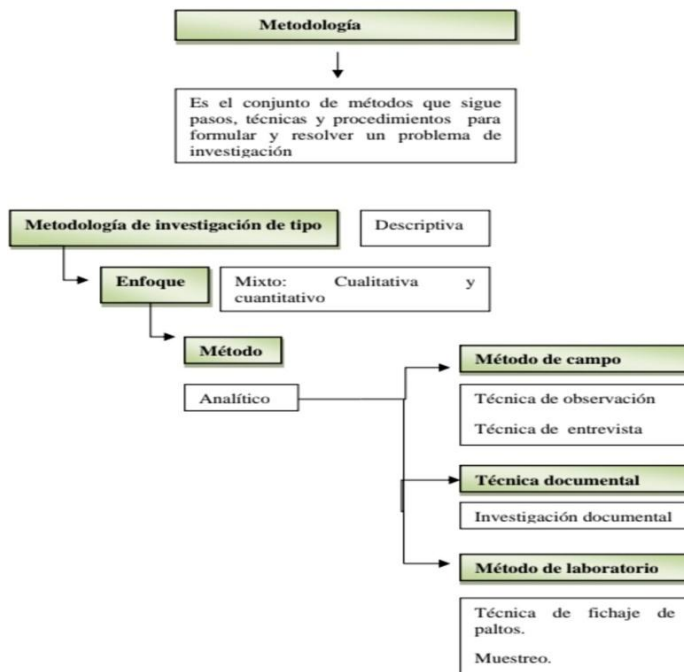 Metodología
Es el conjunto de métodos que sigue
pasos, técnicas y procedimientos para
formular y resolver un problema de
investigación
Metodología de investigación de tipo
Descriptiva
Enfoque
Mixto: Cualitativa y
cuantitativo
Método
Analítico
Método de campo
Técnica de observación
Técnica de entrevista
Técnica documental
Investigación documental
Método de laboratorio
Técnica de fichaje de
paltos.
Muestreo.